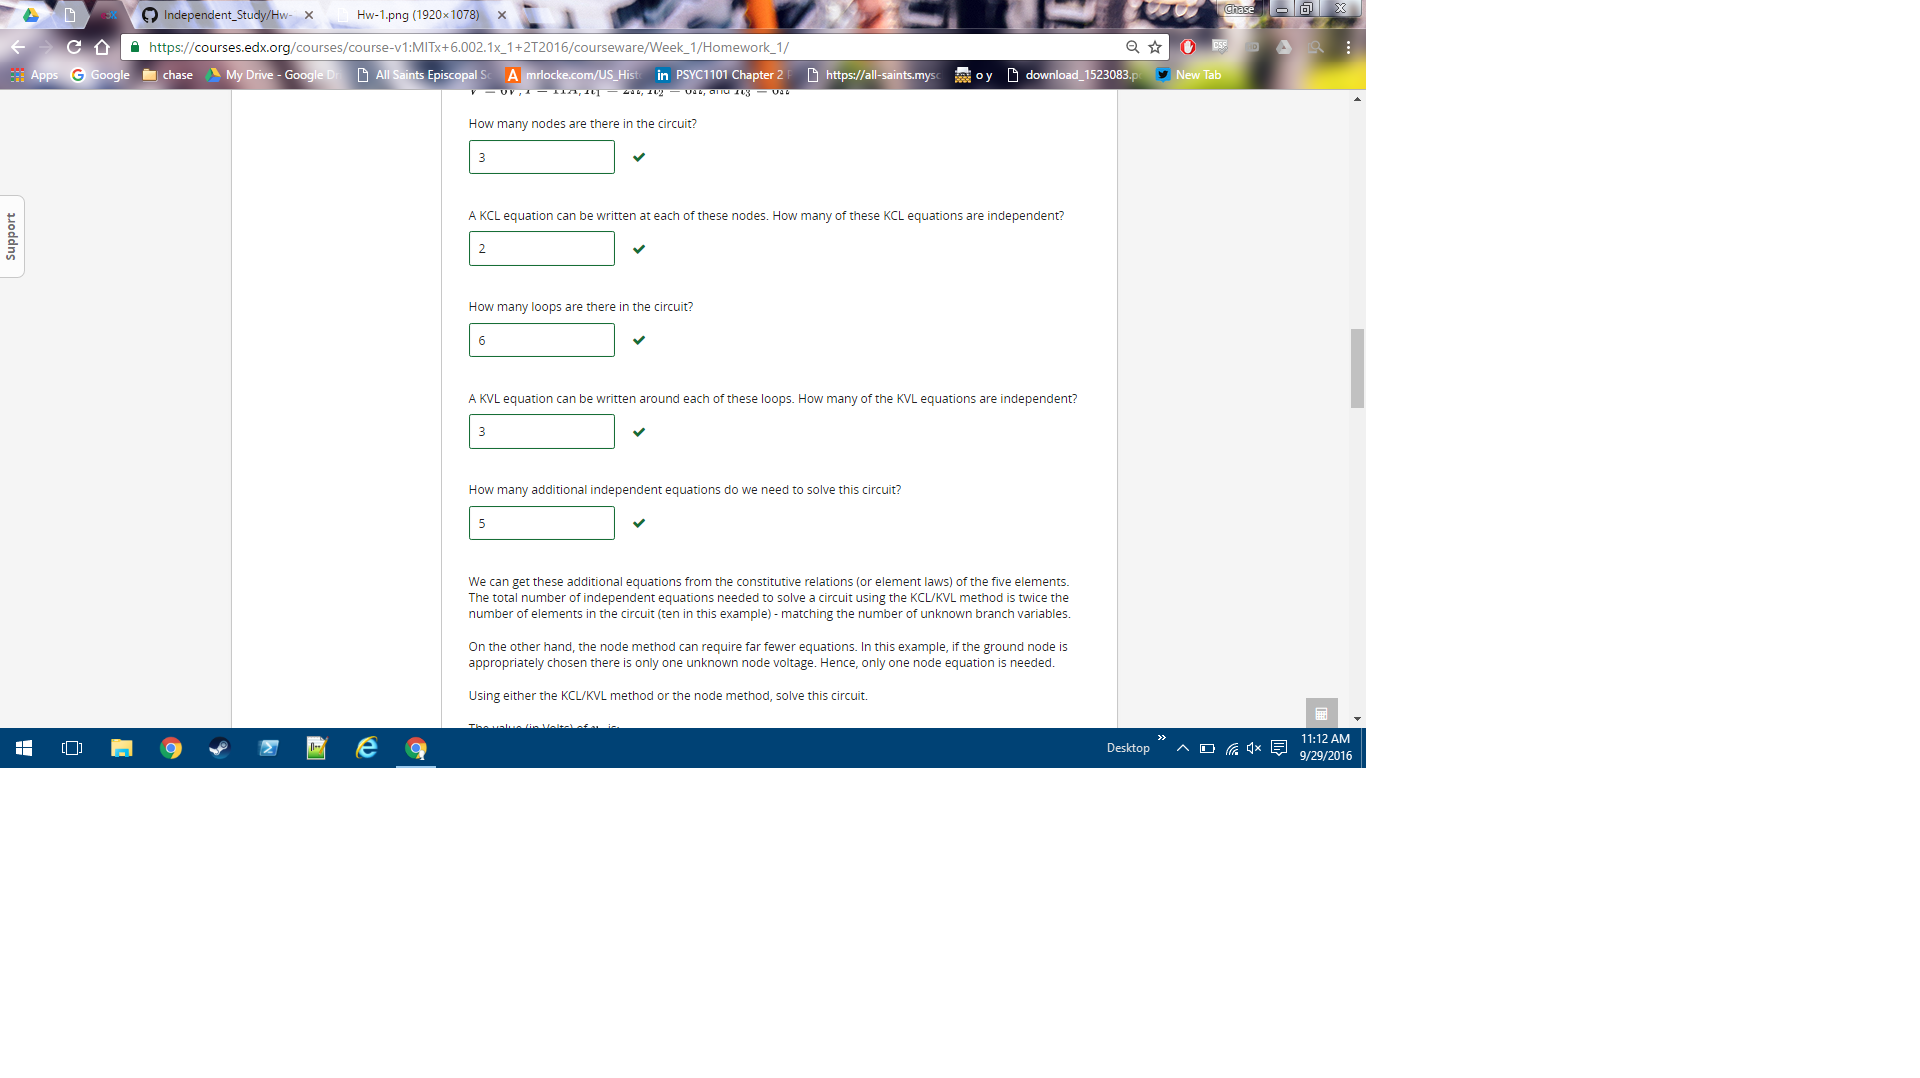 Chase
Independent_Study/Hw-
Hw-1.png (1920×1078)
https://courses.edx.org/courses/course-v1:MITx+6.002.1x_1+2T2016/courseware/Week_1/Homework_1/
Apps Google chase My Drive - Google D All Saints Episcopal Sc mrlocke.com/US_Hist PSYC1101 Chapter 2 https://all-saints.mysc o y download_1523083.p New Tab
Support
How many nodes are there in the circuit?
3
A KCL equation can be written at each of these nodes. How many of these KCL equations are independent?
2
How many loops are there in the circuit?
6
A KVL equation can be written around each of these loops. How many of the KVL equations are independent?
3
How many additional independent equations do we need to solve this circuit?
5
We can get these additional equations from the constitutive relations (or element laws) of the five elements.
The total number of independent equations needed to solve a circuit using the KCL/KVL method is twice the
number of elements in the circuit (ten in this example) - matching the number of unknown branch variables.
On the other hand, the node method can require far fewer equations. In this example, if the ground node is
appropriately chosen there is only one unknown node voltage. Hence, only one node equation is needed.
Using either the KCL/KVL method or the node method, solve this circuit.
The value (in Volts) of is:
Desktop
11:12 AM
9/29/2016